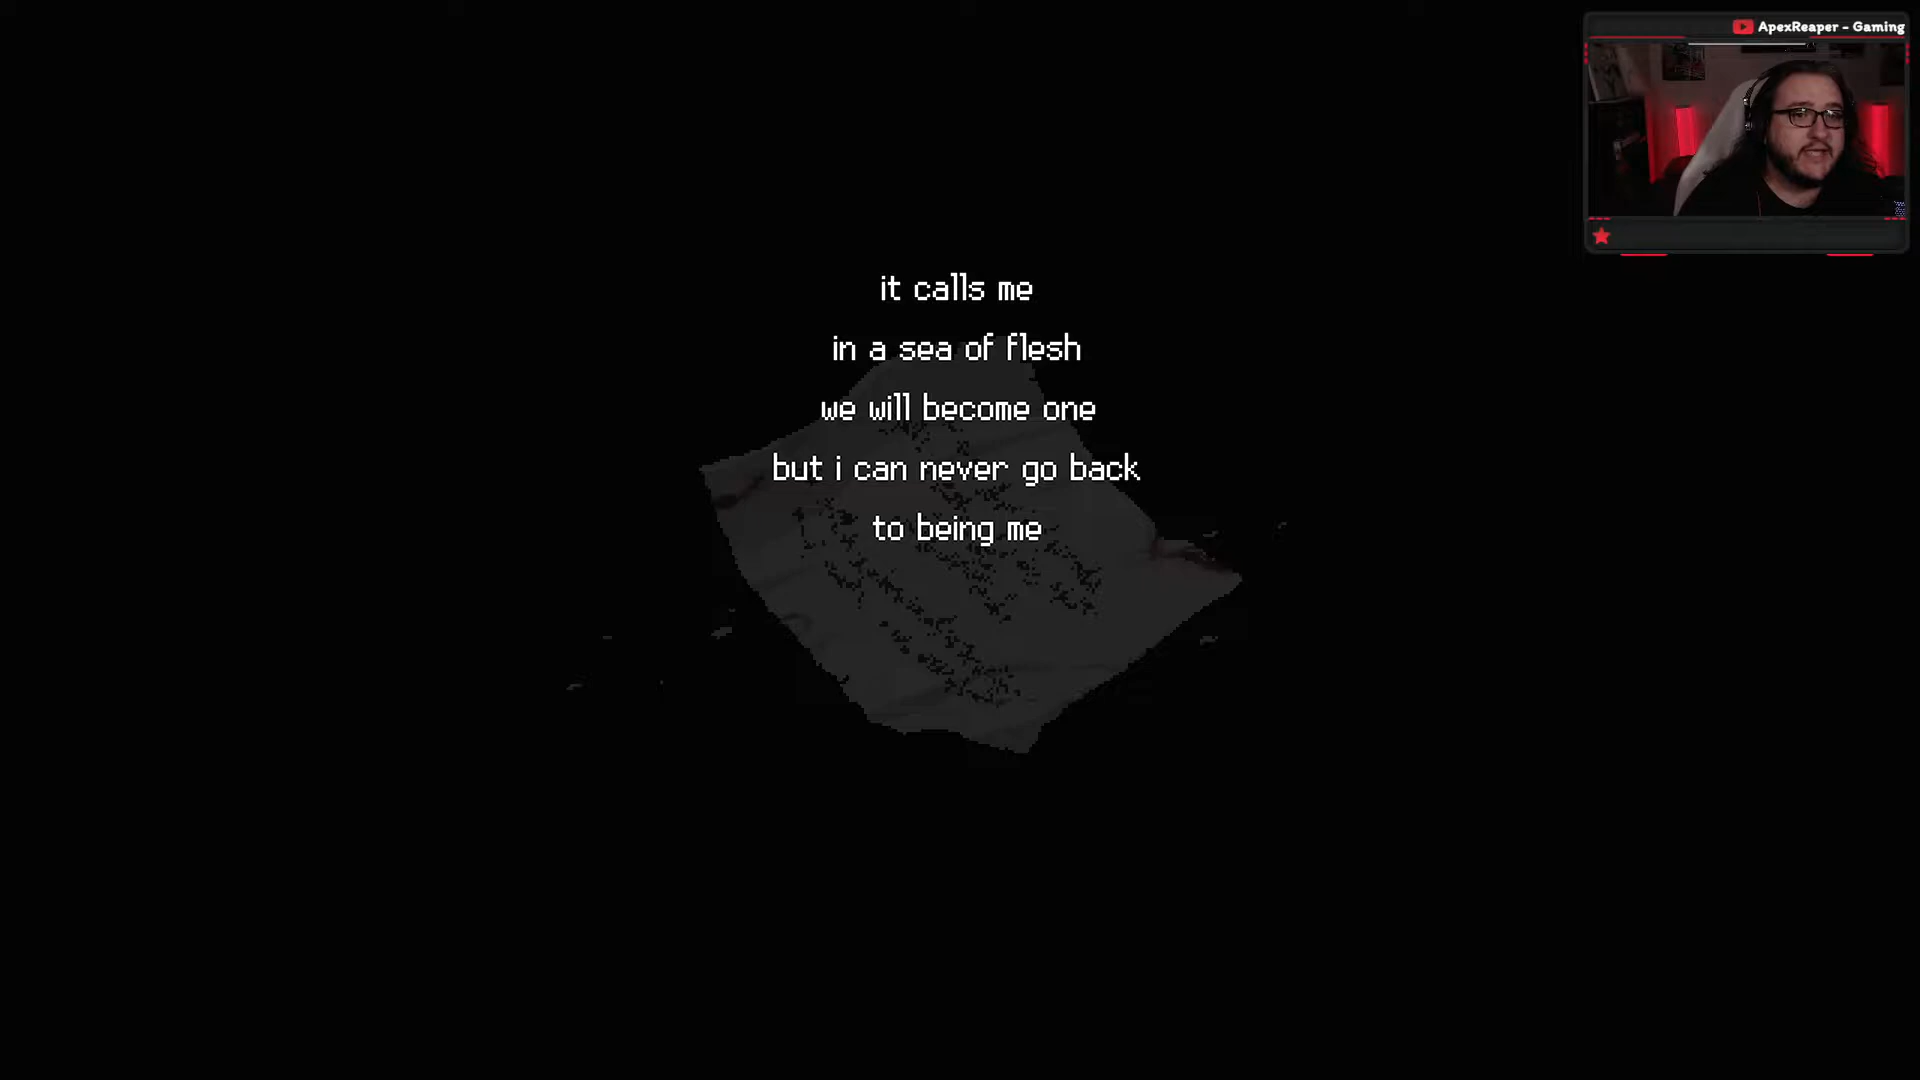 ApexReaper - Gaming
it calls me
in a sea of flesh
we will become one
but i can never go back
to being me